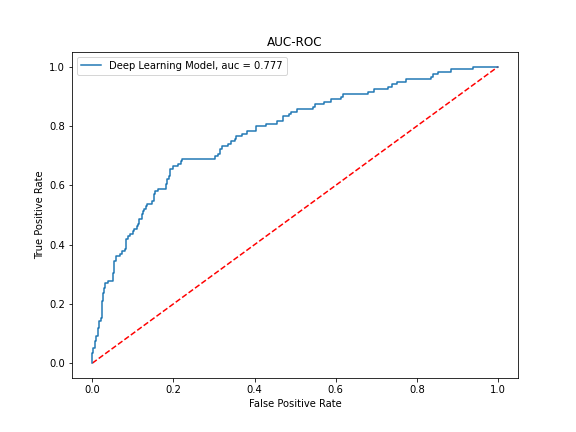 AUC-ROC
Deep Learning Model, auc = 0.777
1.0
0.8
0.6
0.4
0.2
0.0
True Positive Rate
0.0 0.2 0.4 0.6 0.8 1.0
False Positive Rate